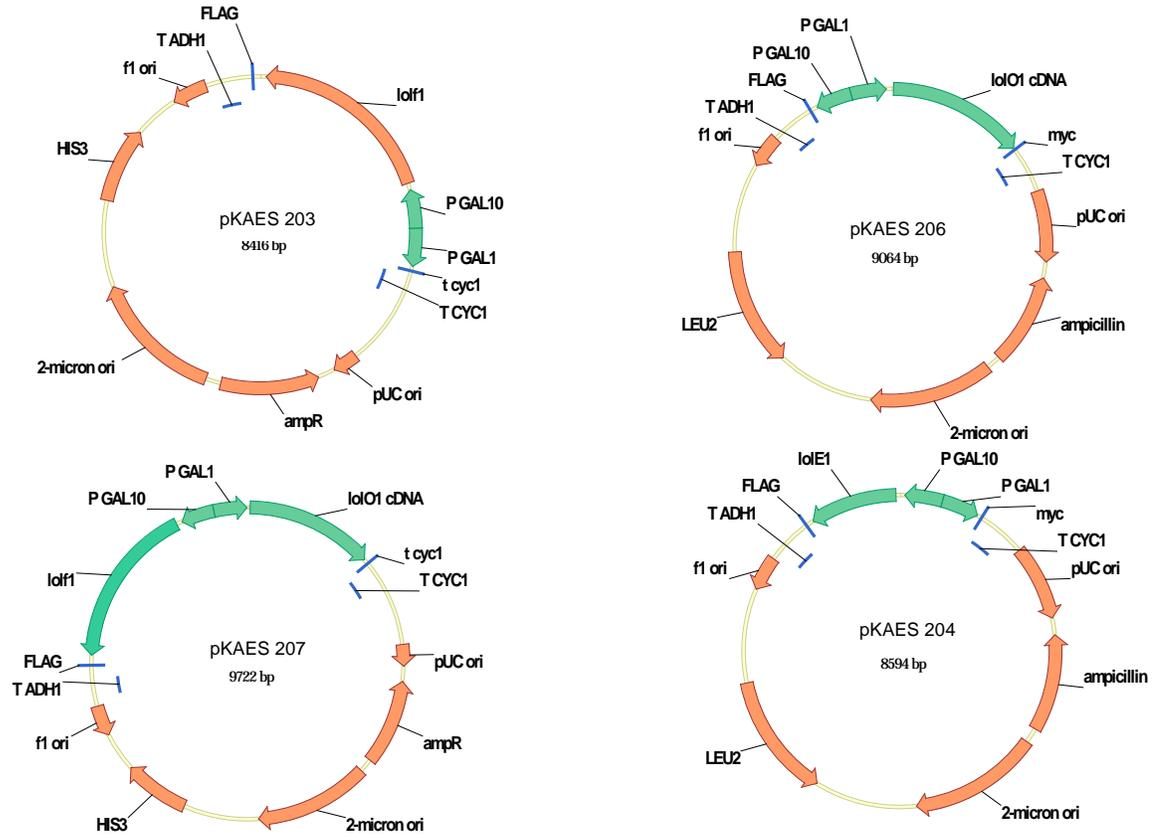 FLAG
T ADH1
f1 ori
lolf1
HIS3
P GAL10
pKAES 203
8416 bp
P GAL1
t cyc1
T CYC1
2-micron ori
pUC ori
ampR
P GAL1
P GAL10
FLAG
lolO1 cDNA
T ADH1
f1 ori
myc
T CYC1
pUC ori
pKAES 206
9064 bp
LEU2
ampicillin
2-micron ori
P GAL1
P GAL10
lolO1 cDNA
t cyc1
T CYC1
lolf1
pKAES 207
9722 bp
FLAG
pUC ori
T ADH1
f1 ori
ampR
HIS3
2-micron ori
lolE1
P GAL10
FLAG
P GAL1
T ADH1
myc
T CYC1
f1 ori
pUC ori
pKAES 204
8594 bp
ampicillin
LEU2
2-micron ori